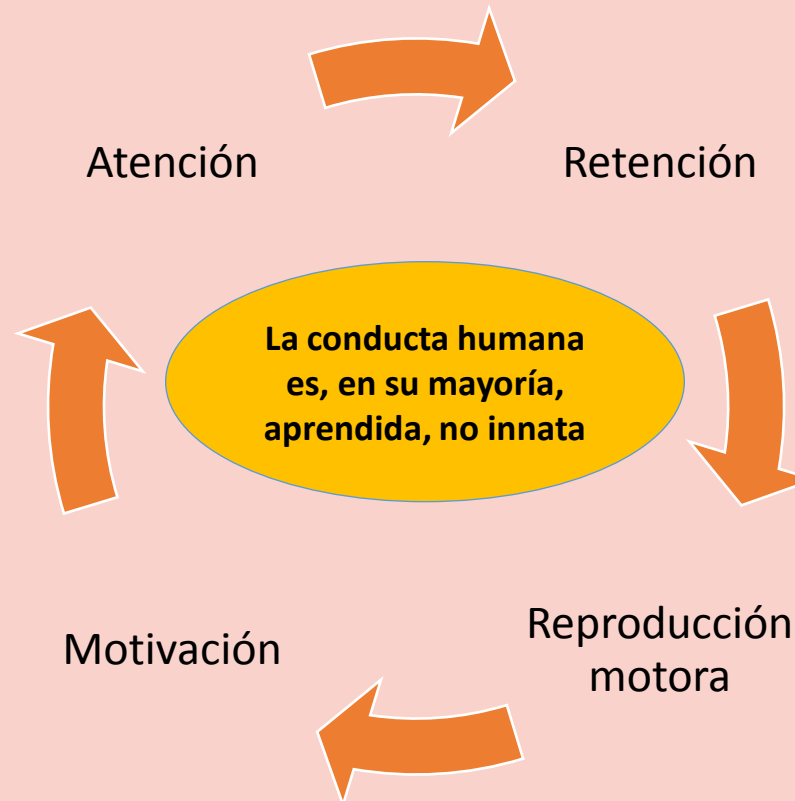 Atención
Retención
La conducta humana
es, en su mayoría,
aprendida, no innata
Motivación
Reproducción
motora